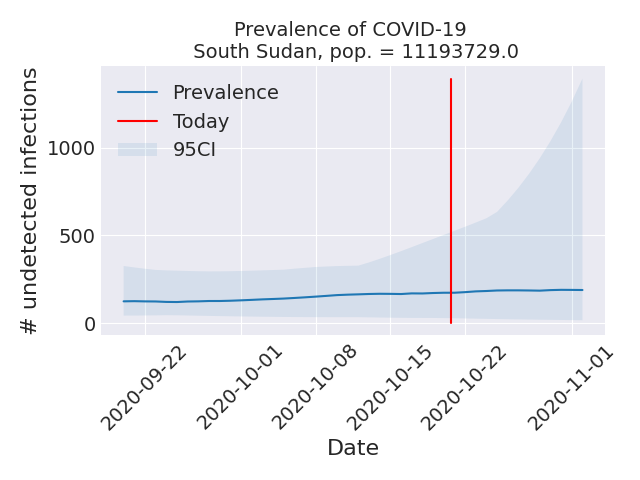 Prevalence of COVID-19
South Sudan, pop. = 11193729.0
# undetected infections
1000
500
0
Prevalence
Today
95CI
2020-09-22
2020-10-01
2020-10-08
2020-10-15
2020-10-22
2020-11-01
Date